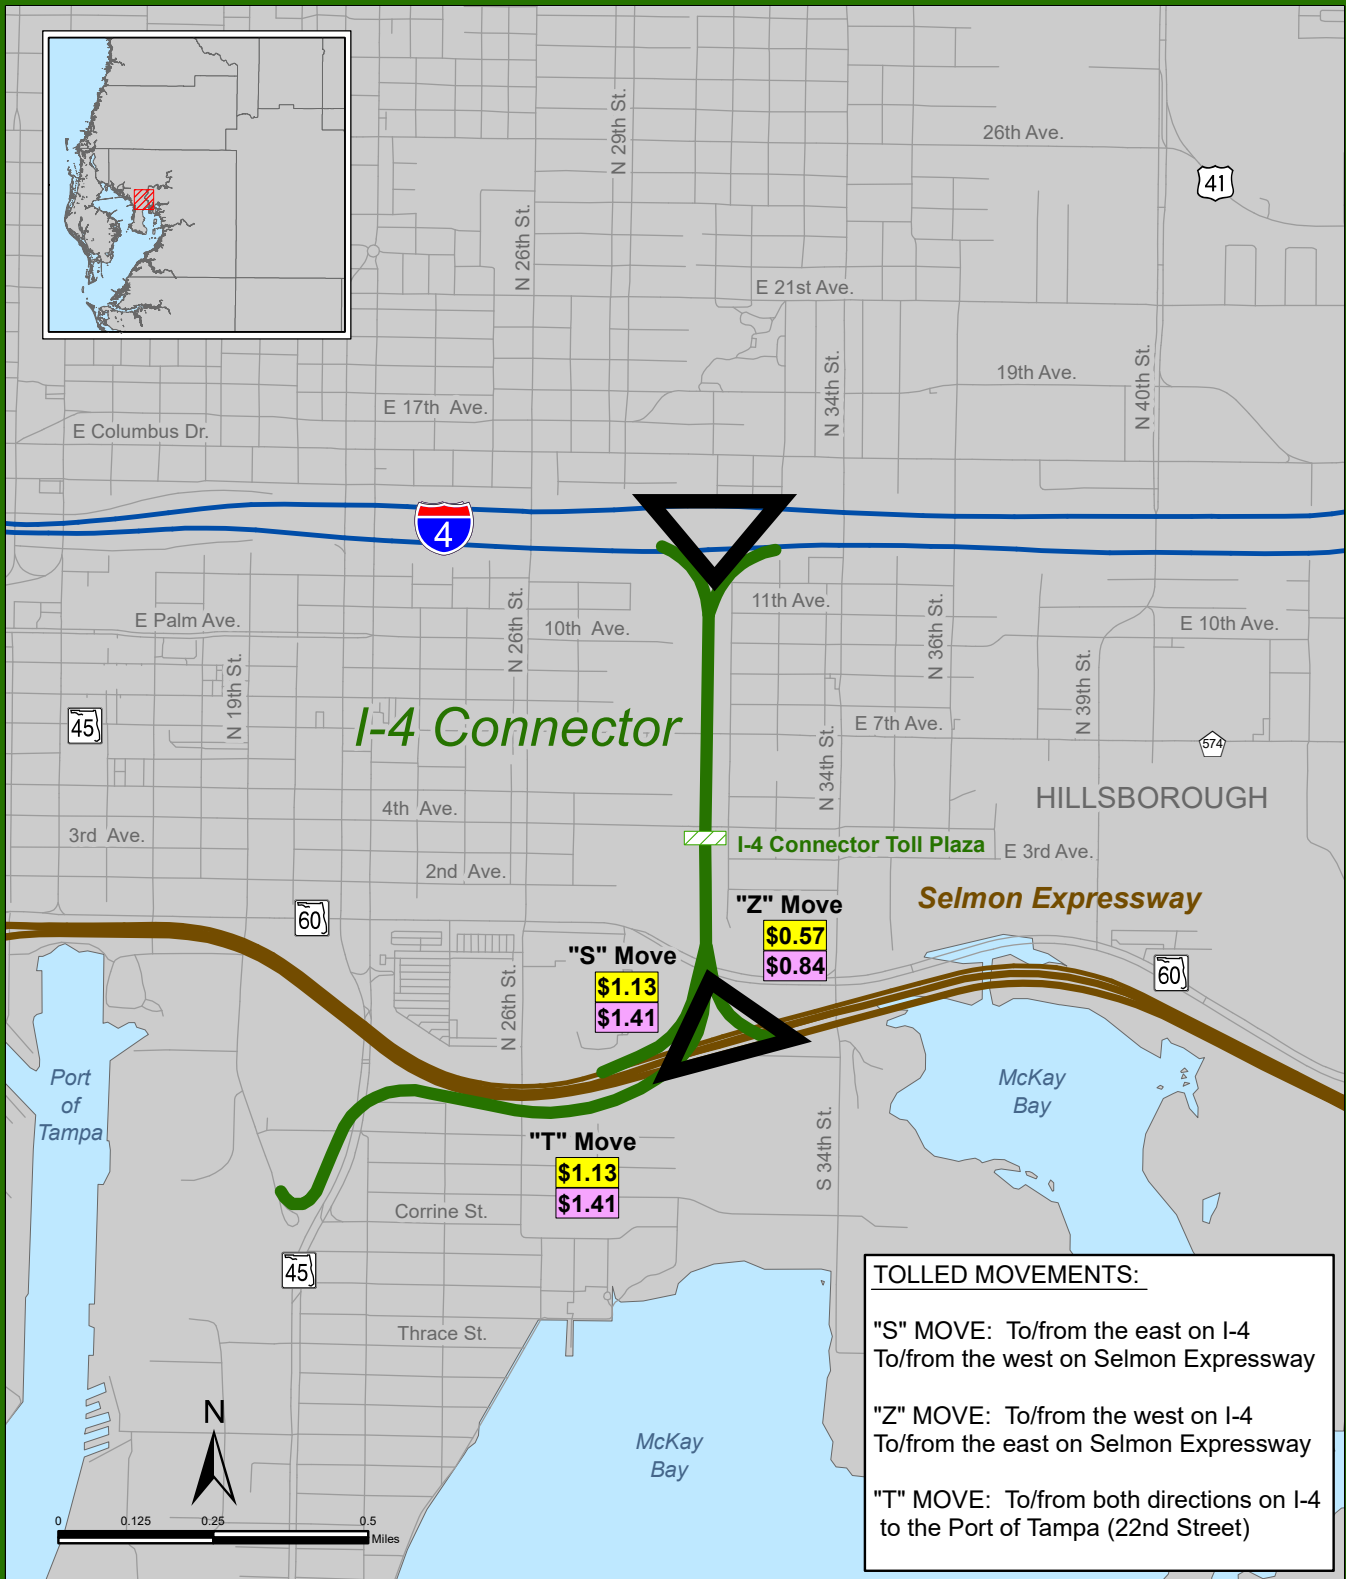 N 29th St.
26th Ave.
41
N 26th St.
E 21st Ave.
N 34th St.
19th Ave.
N 40th St.
E 17th  Ave.
E Columbus Dr.
4
E Palm Ave.
N 26th St.
10th  Ave.
11th Ave.
N 36th St.
E 10th Ave.
N 19th St.
N 39th St.
45
I-4 Connector
E 7th Ave.
574
N 34th St.
HILLSBOROUGH
4th Ave.
3rd  Ave.
I-4 Connector Toll Plaza
E 3rd Ave.
2nd  Ave.
Selmon Expressway
60
"Z" Move
$0.57
$0.84
"S" Move
$1.13
$1.41
60
N 26th St.
Port
of
Tampa
McKay
Bay
"T" Move
$1.13
$1.41
S 34th St.
Corrine St.
45
Thrace St.
McKay
Bay
N
0
0.125
0.25
0.5
Miles
TOLLED MOVEMENTS:
"S" MOVE:  To/from the east on I-4
To/from the west on Selmon Expressway
"Z" MOVE:  To/from the west on I-4
To/from the east on Selmon Expressway
"T" MOVE:  To/from both directions on I-4
to the Port of Tampa (22nd Street)